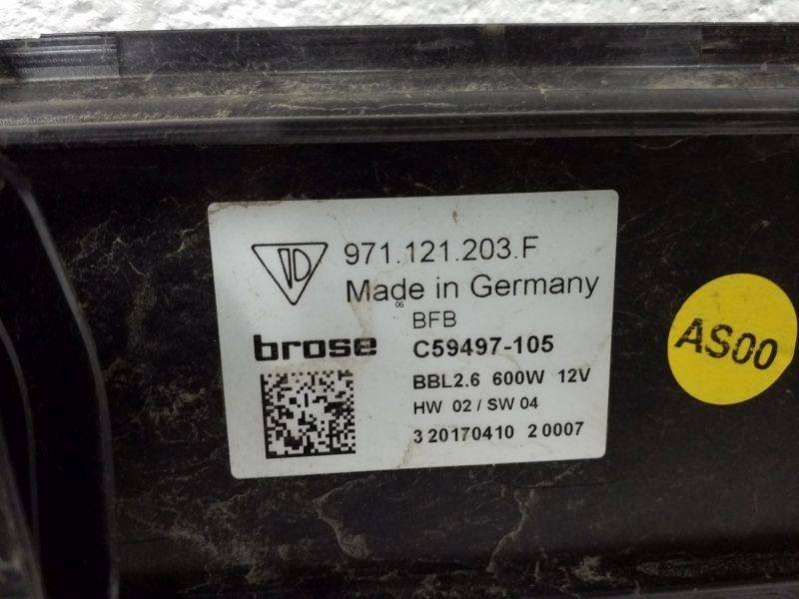 971.121.203.F
Made in Germany
06
BFB
brose
C59497-105
BBL2.6 600W 12V
HW 02 / SW 04
3 20170410 2 0007
AS00